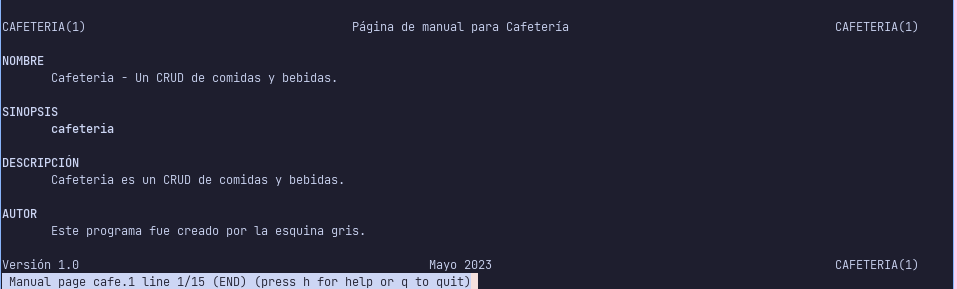 CAFETERIA(1) Página de manual para Cafetería CAFETERIA(1)
NOMBRE
Cafeteria - Un CRUD de comidas y bebidas.
SINOPSIS
cafeteria
DESCRIPCIÓN
Cafeteria es un CRUD de comidas y bebidas.
AUTOR
Este programa fue creado por la esquina gris.
Versión 1.0 Mayo 2023 CAFETERIA(1)
Manual page cafe.1 line 1/15 (END) (press h for help or q to quit)